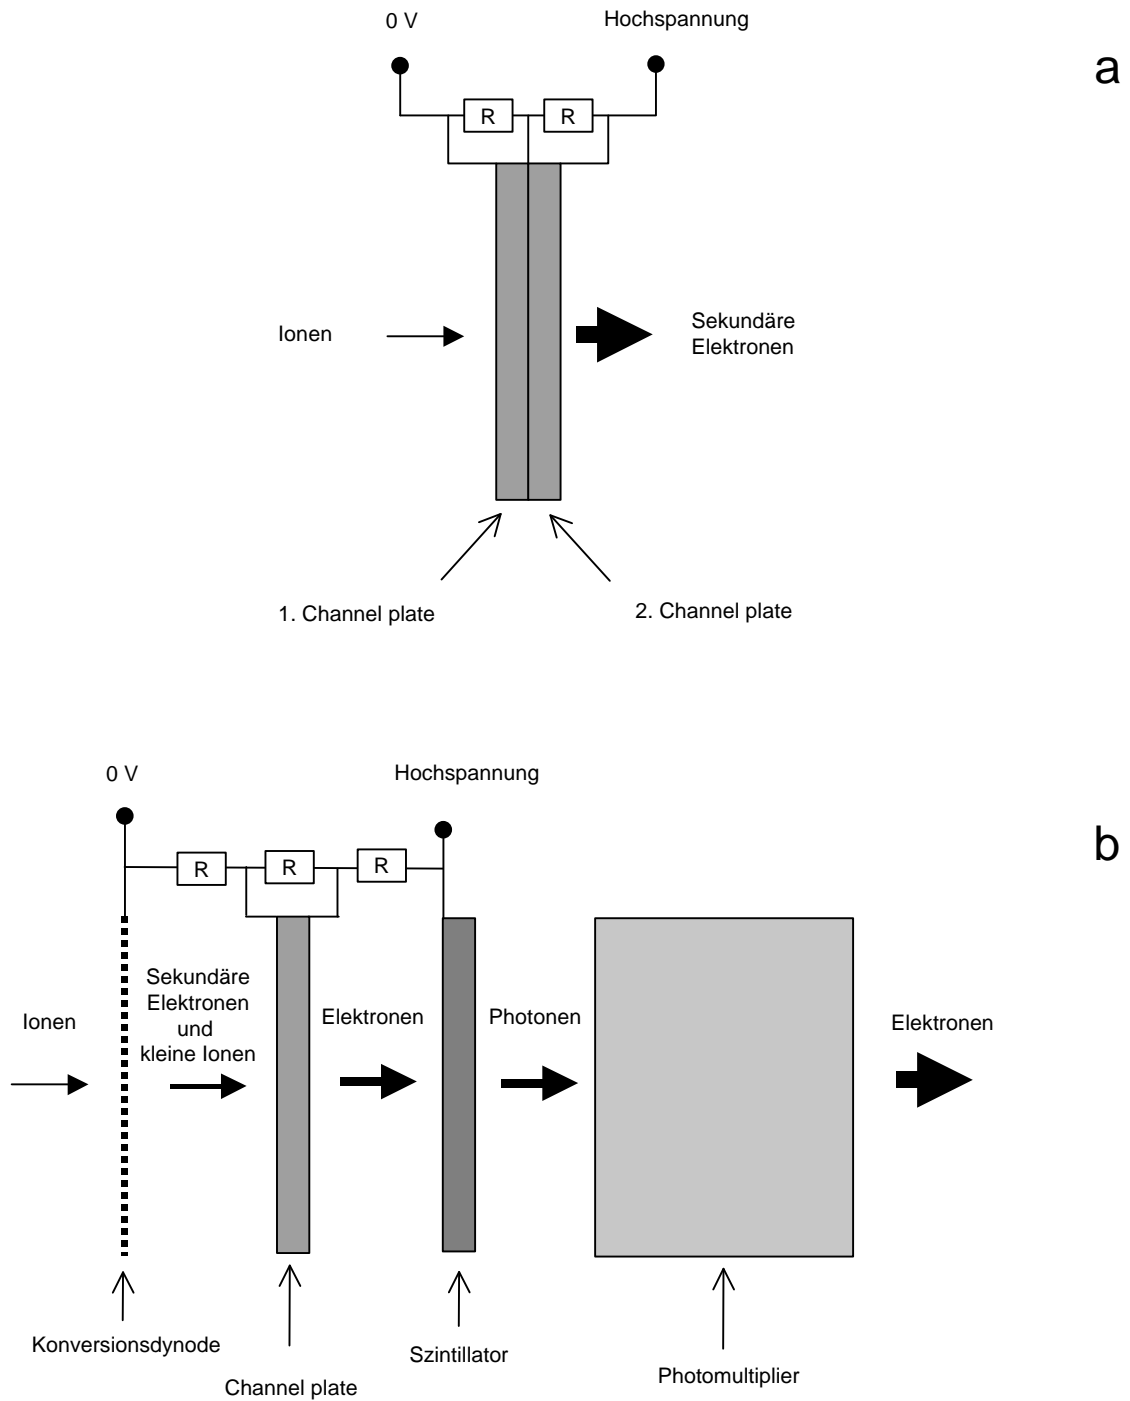 0 V
Hochspannung
a
R
R
Ionen
Sekundäre
Elektronen
1. Channel plate
2. Channel plate
0 V
Hochspannung
b
R
R
R
Ionen
Sekundäre
Elektronen
und
kleine Ionen
Elektronen
Photonen
Elektronen
Konversionsdynode
Channel plate
Szintillator
Photomultiplier